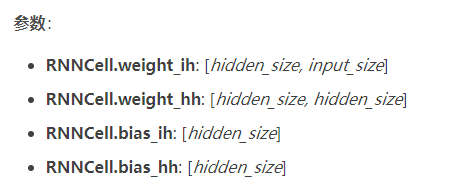 参数:
• RNNCell.weight_ih: [hidden_size, input_size]
• RNNCell.weight_hh: [hidden_size, hidden_size]
• RNNCell.bias_ih: [hidden_size]
• RNNCell.bias_hh: [hidden_size]